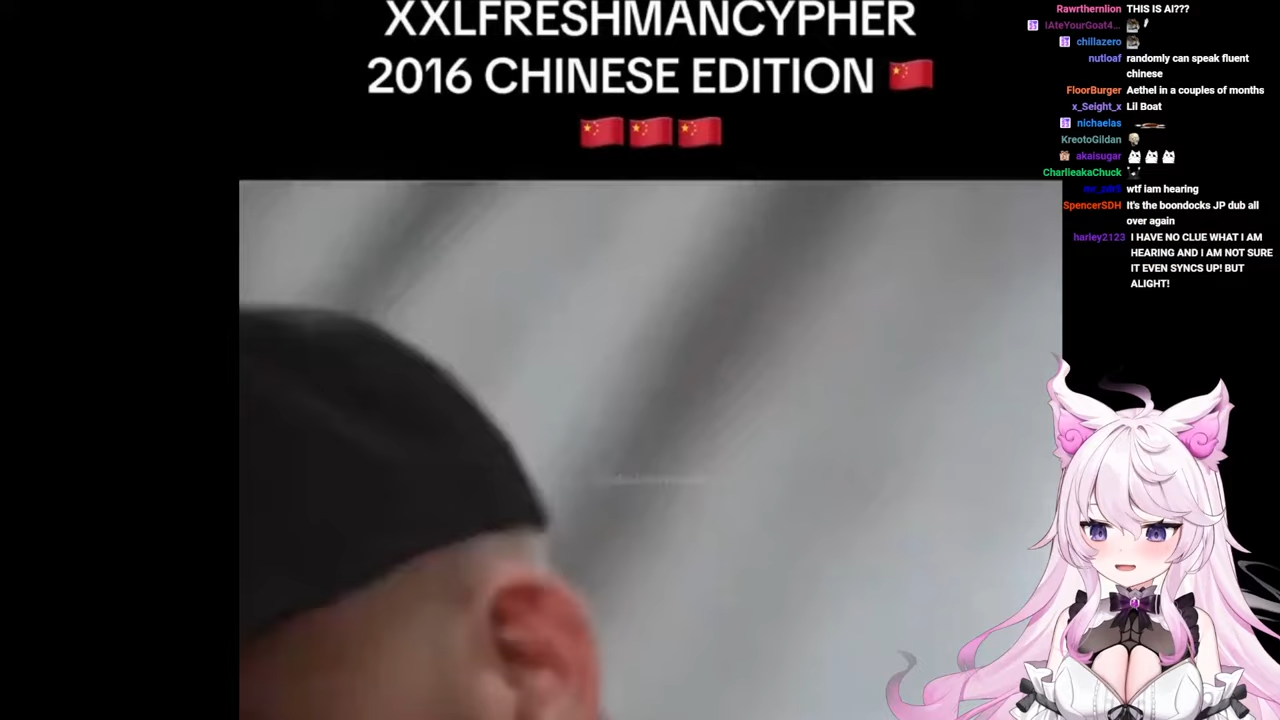 XXLFRESHMANCYPHER
2016 CHINESE EDITION 🇨🇳
🇨🇳🇨🇳🇨🇳
Rawrthernlion THIS IS AI???
IAteYourGoat4...
chillazero
nutloaf randomly can speak fluent
chinese
FloorBurger Aethel in a couples of months
x_Seight_x Lil Boat
nichaelas
KreotoGildan
akaisugar
CharlieakaChuck
wtf iam hearing
SpencerSDH It's the boondocks JP dub all
over again
harley2123 I HAVE NO CLUE WHAT I AM
HEARING AND I AM NOT SURE
IT EVEN SYNCS UP! BUT
ALIGHT!